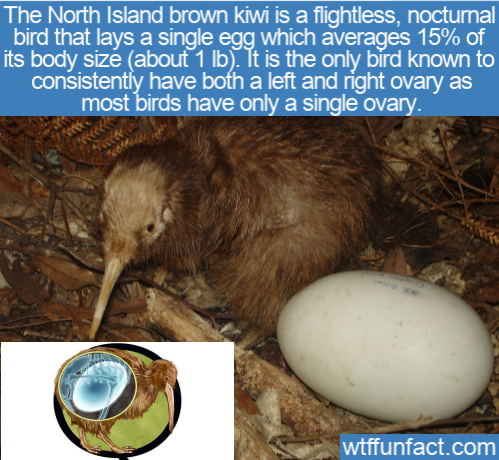 The North Island brown kiwi is a flightless, nocturnal
bird that lays a single egg which averages 15% of
its body size (about 1 lb). It is the only bird known to
consistently have both a left and right ovary as
most birds have only a single ovary.
wtffunfact.com